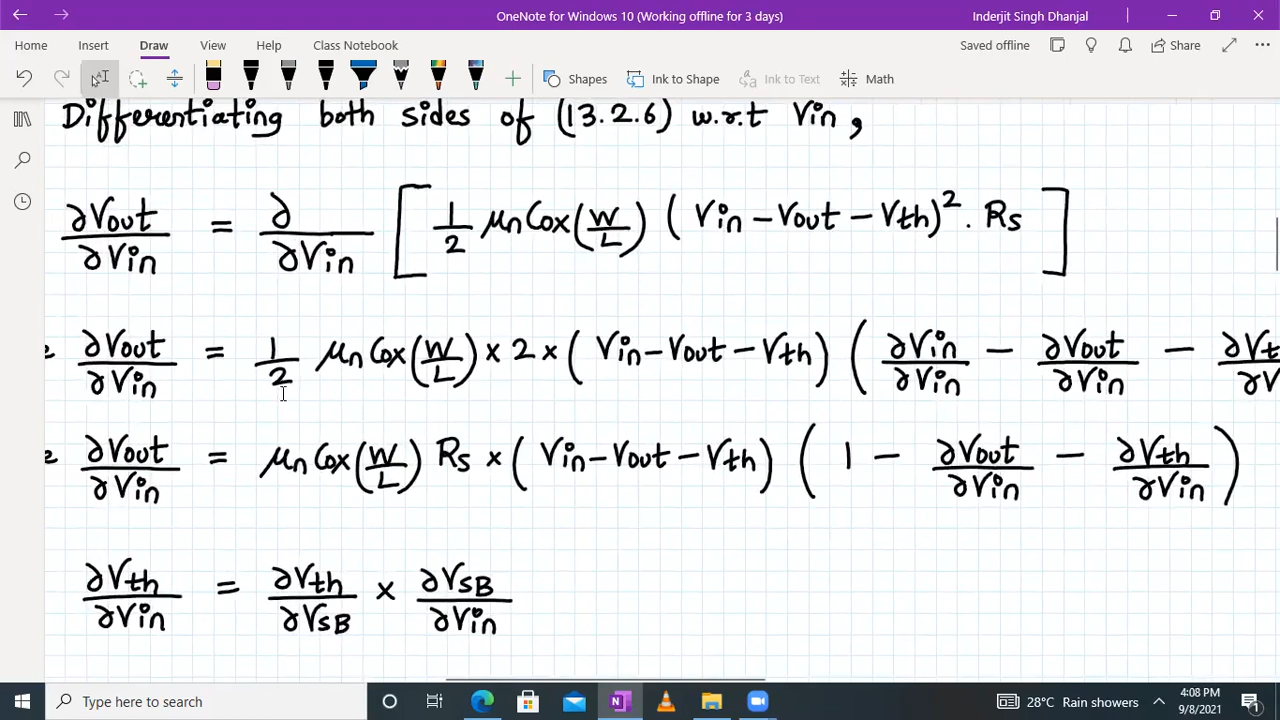 OneNote for Windows 10 (Working offline for 3 days)
Inderjit Singh Dhanjal
Home Insert Draw View Help Class Notebook
Saved offline
Share
Shapes Ink to Shape Ink to Text Math
Differentiating both sides of (13.2.6) w.r.t Vin,
∂Vout/∂Vin = ∂/∂Vin [ 1/2 μnCox(W/L) (Vin - Vout - Vth)². Rs ]
∂Vout/∂Vin = 1/2 μnCox(W/L) × 2 × (Vin - Vout - Vth) (∂Vin/∂Vin - ∂Vout/∂Vin - ∂Vt/∂V
∂Vout/∂Vin = μnCox(W/L) Rs × (Vin - Vout - Vth) (1 - ∂Vout/∂Vin - ∂Vth/∂Vin)
∂Vth/∂Vin = ∂Vth/∂VSB × ∂VSB/∂Vin
Type here to search
28°C Rain showers
4:08 PM
9/8/2021
1